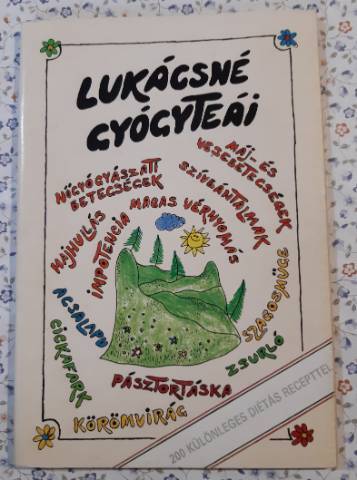 LUKÁCSNÉ
GYÓGYTEÁI
NŐGYÓGYÁSZATI
BETEGSÉGEK
MÁJ- ÉS
VESEBETEGSÉGEK
SZÍVBÁNTALMAK
MAGAS VÉRNYOMÁS
HAJHULLÁS
IMPOTENCIA
ACSALAPU
CICKAFARK
SZAGOSMÜGE
ZSURLÓ
PÁSZTORTÁSKA
KÖRÖMVIRÁG
200 KÜLÖNLEGES DIÉTÁS RECEPTTEL